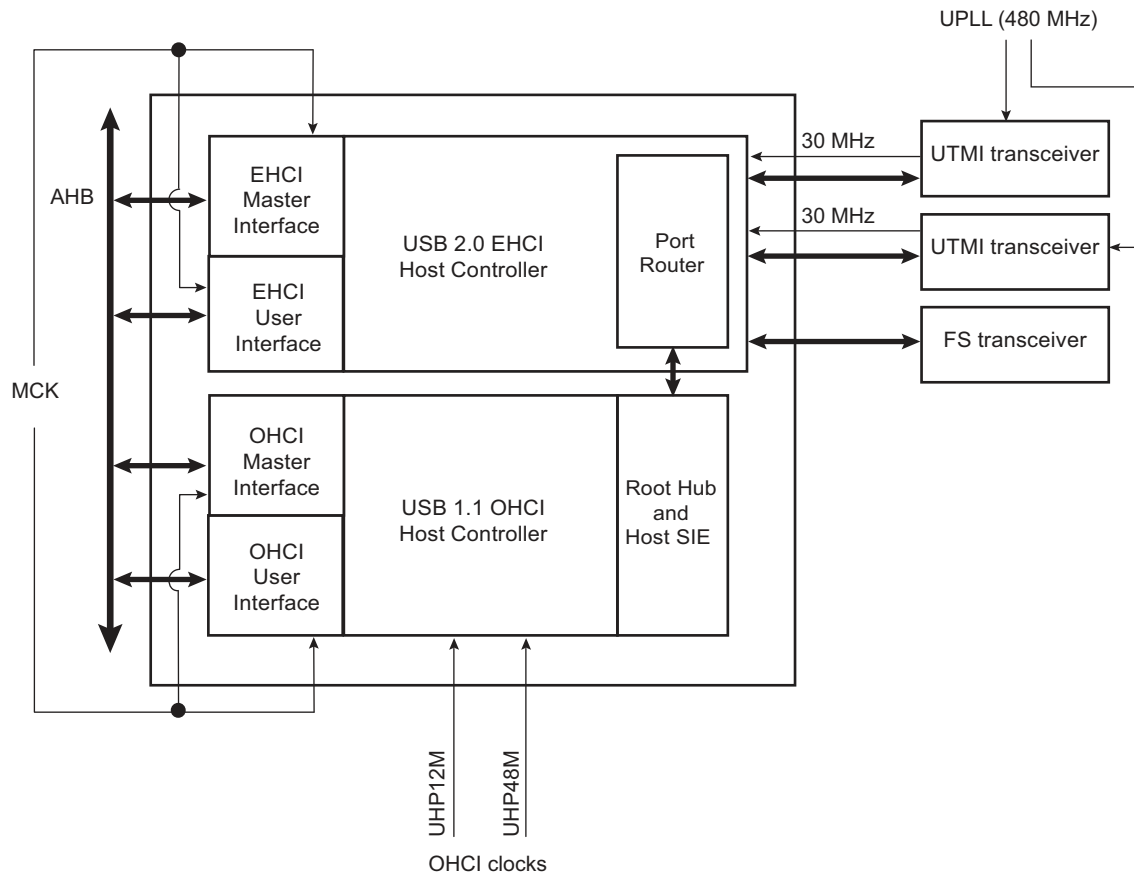 UPLL (480 MHz)
AHB
MCK
EHCI
Master
Interface
EHCI
User
Interface
USB 2.0 EHCI
Host Controller
Port
Router
30 MHz
UTMI transceiver
30 MHz
UTMI transceiver
FS transceiver
OHCI
Master
Interface
OHCI
User
Interface
USB 1.1 OHCI
Host Controller
Root Hub
and
Host SIE
UHP12M
UHP48M
OHCI clocks